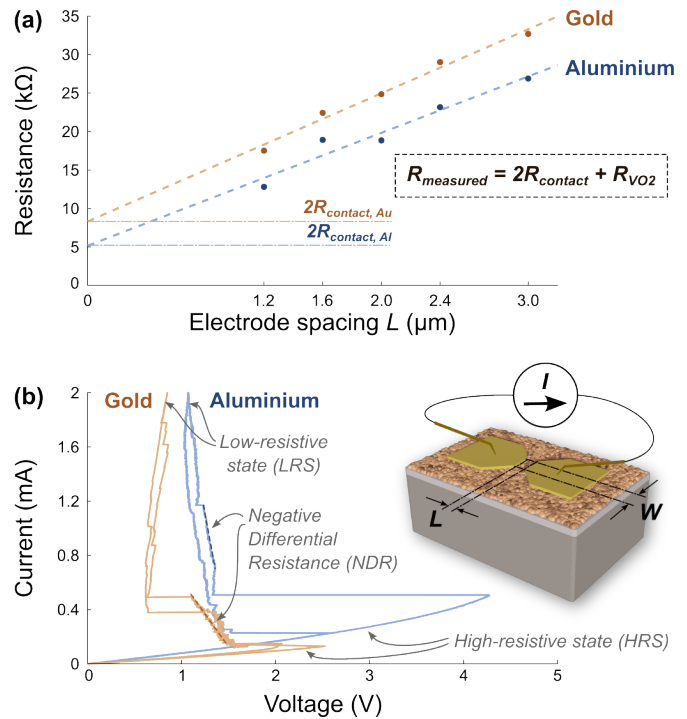 (a)
35
30
25
20
15
10
5
0
Resistance (kΩ)
Gold
Aluminium
R_measured = 2R_contact + R_VO2
2R_contact, Au
2R_contact, Al
0
1.2
1.6
2.0
2.4
3.0
Electrode spacing L (μm)
(b)
2
1.6
1.2
0.8
0.4
0
Current (mA)
Gold
Aluminium
Low-resistive
state (LRS)
Negative
Differential
Resistance (NDR)
High-resistive state (HRS)
I
L
W
1
2
3
4
5
Voltage (V)